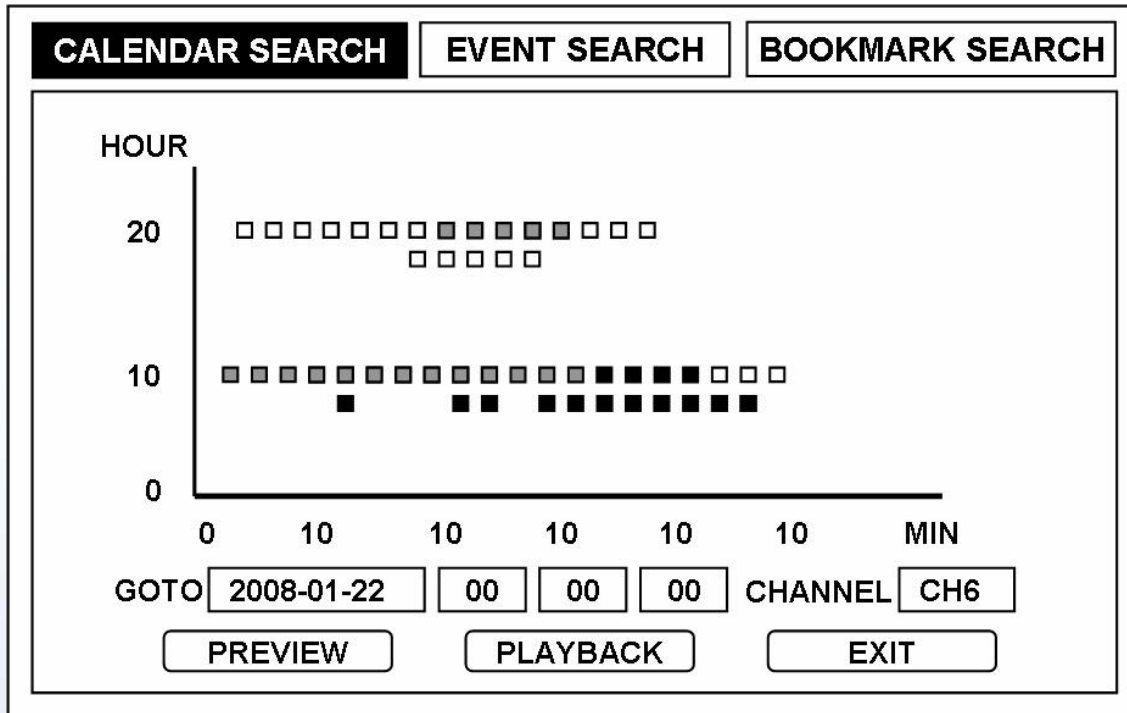 CALENDAR SEARCH EVENT SEARCH BOOKMARK SEARCH
HOUR
20
10
0
0 10 10 10 10 10 MIN
GOTO 2008-01-22 00 00 00 CHANNEL CH6
PREVIEW PLAYBACK EXIT